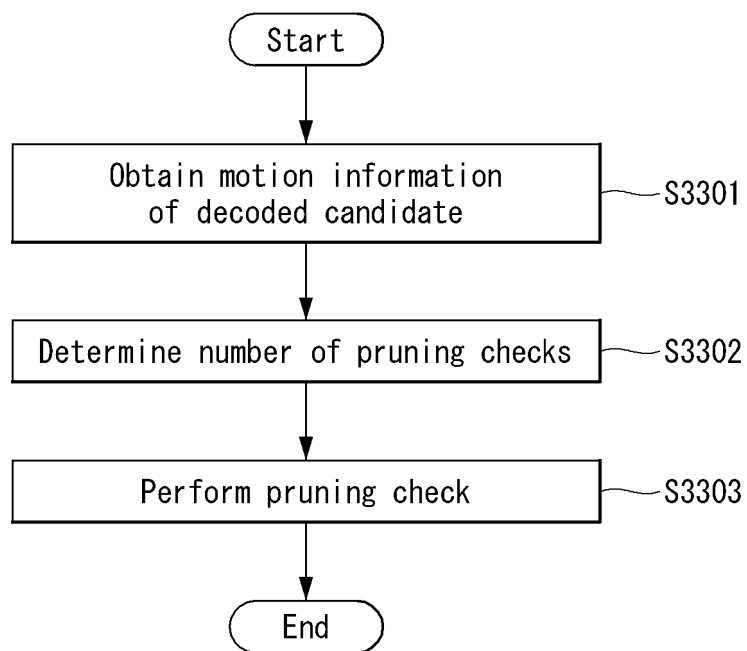 Start
Obtain motion information
of decoded candidate
S3301
Determine number of pruning checks
S3302
Perform pruning check
S3303
End